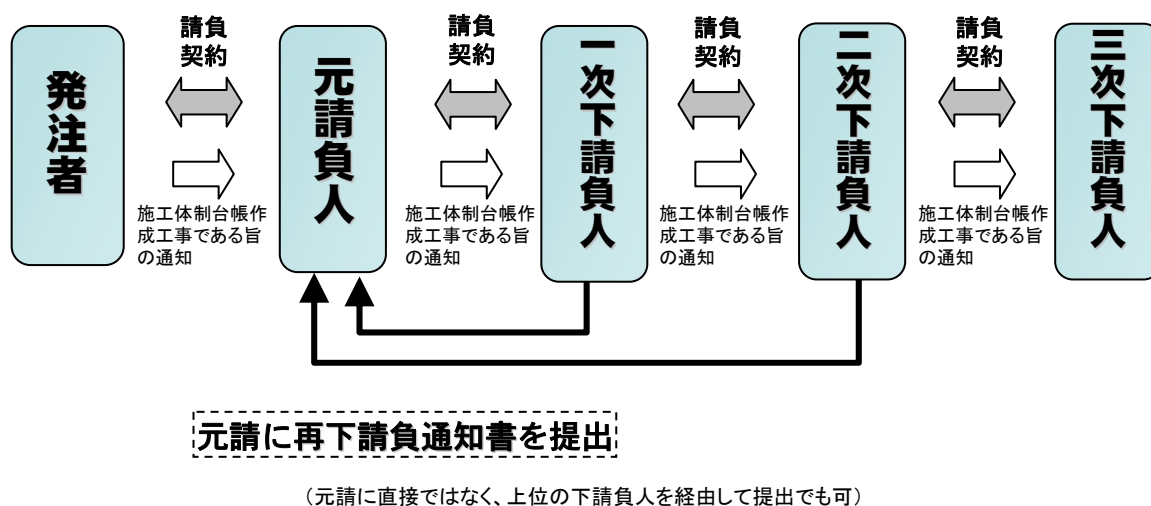 発注者
請負
契約
施工体制台帳作
成工事である旨
の通知
元請負人
請負
契約
施工体制台帳作
成工事である旨
の通知
一次下請負人
請負
契約
施工体制台帳作
成工事である旨
の通知
二次下請負人
請負
契約
施工体制台帳作
成工事である旨
の通知
三次下請負人
元請に再下請負通知書を提出
（元請に直接ではなく、上位の下請負人を経由して提出でも可）